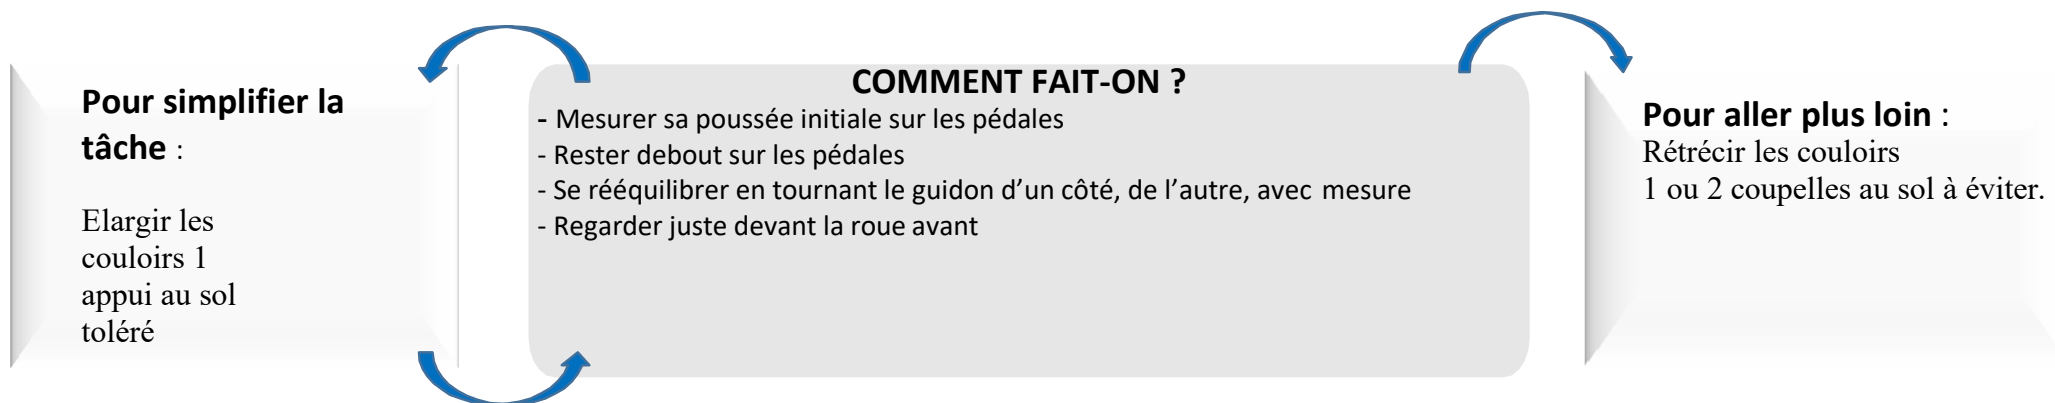 Pour simplifier la
tâche :
Elargir les
couloirs 1
appui au sol
toléré
COMMENT FAIT-ON ?
- Mesurer sa poussée initiale sur les pédales
- Rester debout sur les pédales
- Se rééquilibrer en tournant le guidon d’un côté, de l’autre, avec mesure
- Regarder juste devant la roue avant
Pour aller plus loin :
Rétrécir les couloirs
1 ou 2 coupelles au sol à éviter.